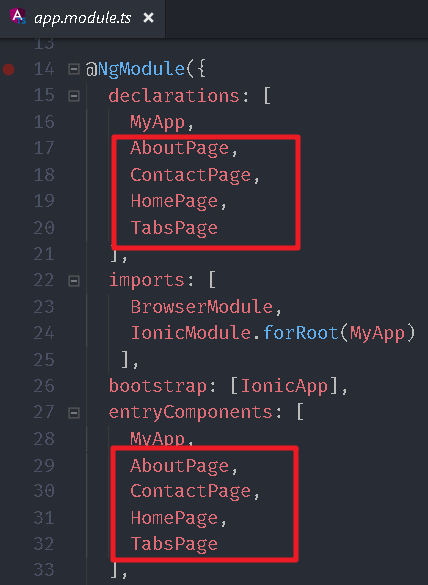 app.module.ts
13
14 @NgModule({
15 declarations: [
16 MyApp,
17 AboutPage,
18 ContactPage,
19 HomePage,
20 TabsPage
21 ],
22 imports: [
23 BrowserModule,
24 IonicModule.forRoot(MyApp)
25 ],
26 bootstrap: [IonicApp],
27 entryComponents: [
28 MyApp,
29 AboutPage,
30 ContactPage,
31 HomePage,
32 TabsPage
33 ],